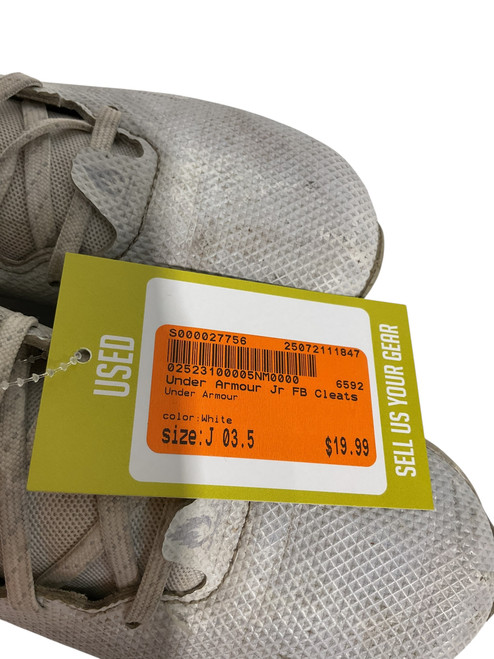 USED
S000027756 25072111847
02523100005NM0000 6592
Under Armour Jr FB Cleats
Under Armour
color:White
size:J 03.5 $19.99
SELL US YOUR GEAR